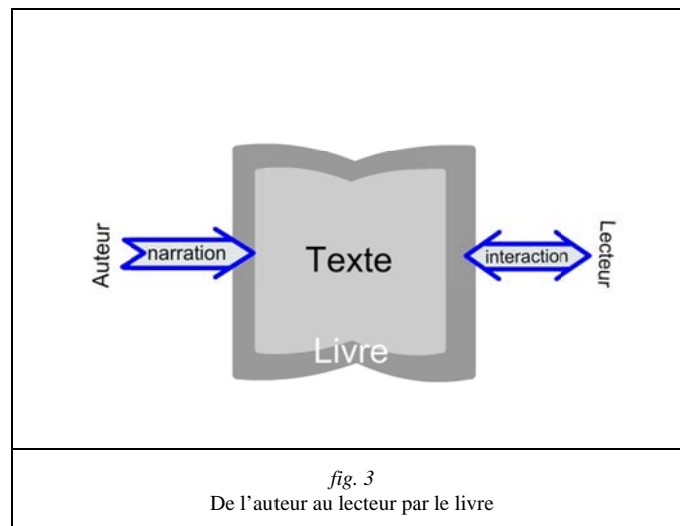 Auteur
narration
Texte
Livre
interaction
Lecteur
fig. 3
De l'auteur au lecteur par le livre